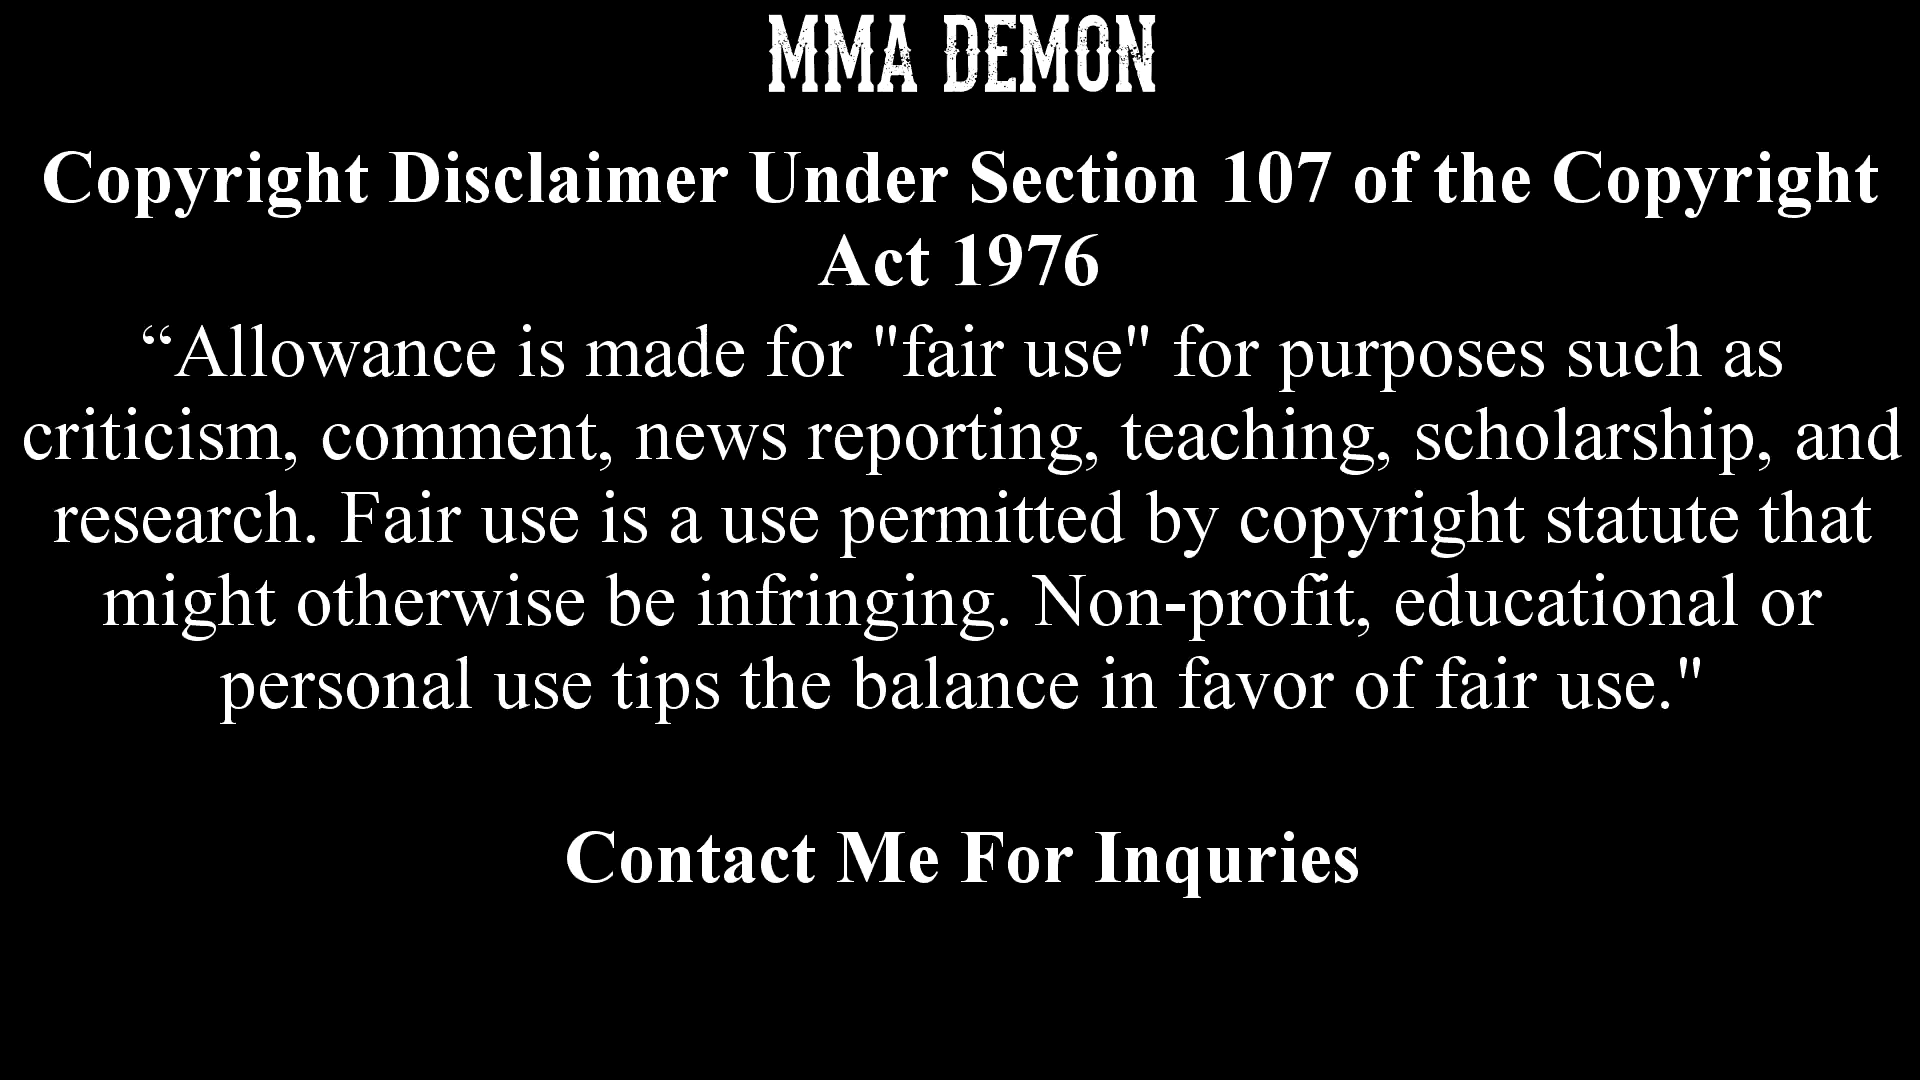 MMA DEMON
Copyright Disclaimer Under Section 107 of the Copyright
Act 1976
“Allowance is made for "fair use" for purposes such as
criticism, comment, news reporting, teaching, scholarship, and
research. Fair use is a use permitted by copyright statute that
might otherwise be infringing. Non-profit, educational or
personal use tips the balance in favor of fair use."
Contact Me For Inquries